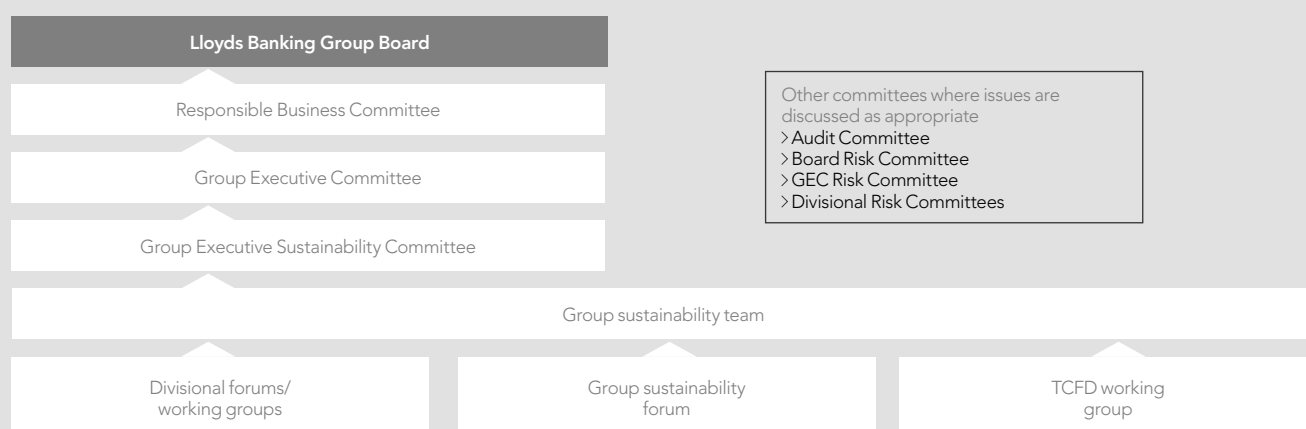 Lloyds Banking Group Board
Responsible Business Committee
Group Executive Committee
Group Executive Sustainability Committee
Other committees where issues are
discussed as appropriate
> Audit Committee
> Board Risk Committee
> GEC Risk Committee
> Divisional Risk Committees
Group sustainability team
Divisional forums/
working groups
Group sustainability
forum
TCFD working
group